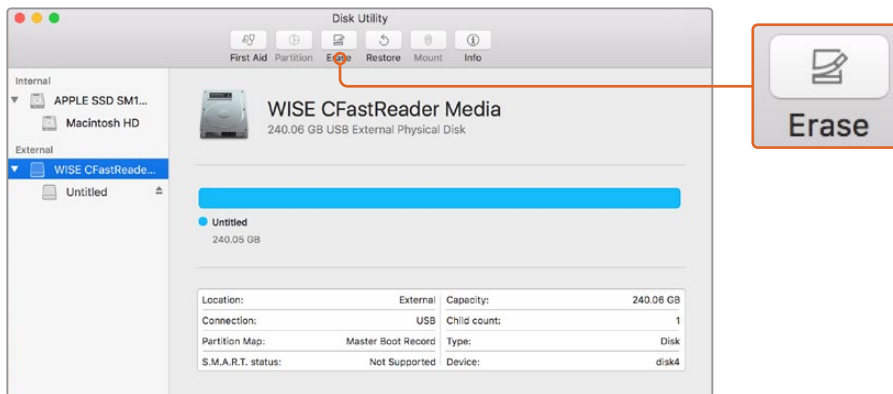 Disk Utility
First Aid Partition Erase Restore Mount Info
Erase
Internal
APPLE SSD SM1...
Macintosh HD
External
WISE CFastReade...
Untitled
WISE CFastReader Media
240.06 GB USB External Physical Disk
Untitled
240.05 GB
Location: External Capacity: 240.06 GB
Connection: USB Child count: 1
Partition Map: Master Boot Record Type: Disk
S.M.A.R.T. status: Not Supported Device: disk4